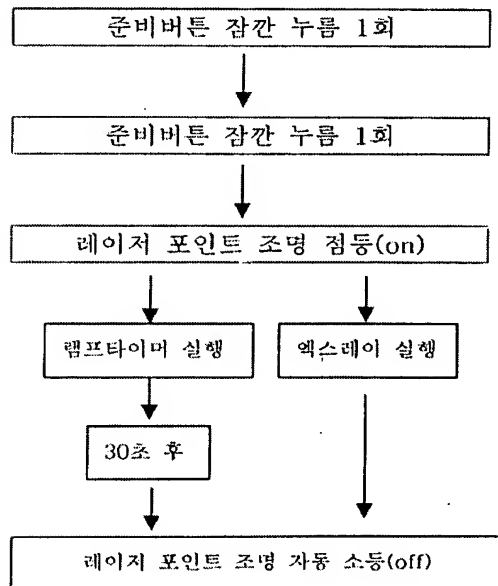 준비버튼 잠깐 누름 1회
준비버튼 잠깐 누름 1회
레이저 포인트 조명 점등(on)
램프타이머 실행
엑스레이 실행
30초 후
레이저 포인트 조명 자동 소등(off)